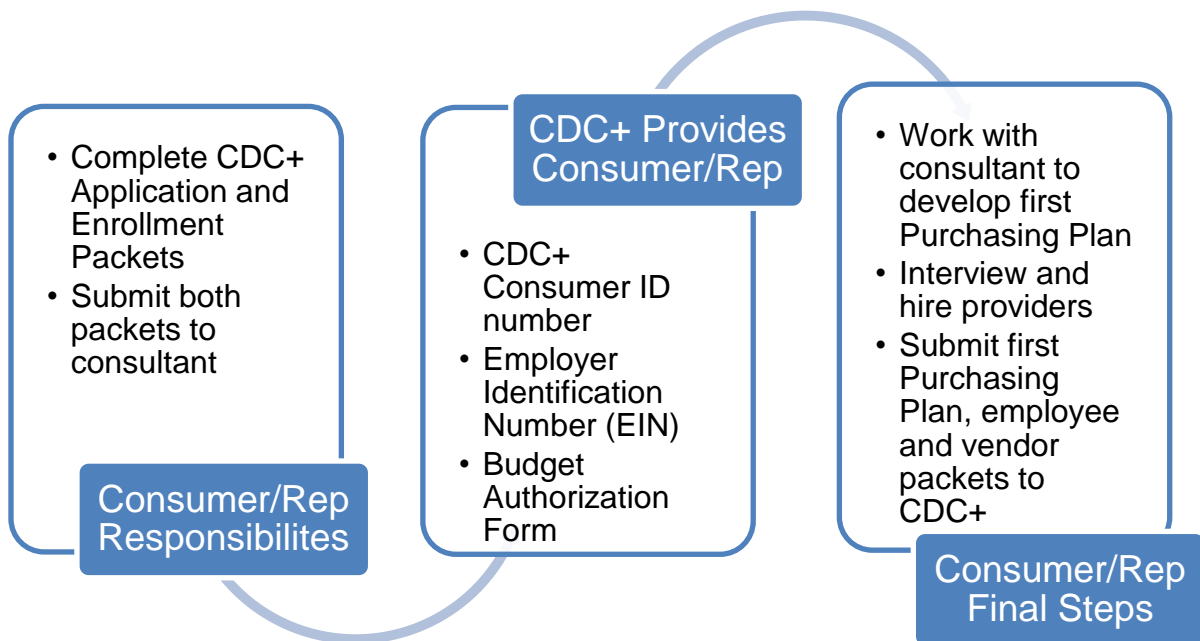 • Complete CDC+
Application and
Enrollment
Packets
• Submit both
packets to
consultant
Consumer/Rep
Responsibilites
CDC+ Provides
Consumer/Rep
• CDC+
Consumer ID
number
• Employer
Identification
Number (EIN)
• Budget
Authorization
Form
• Work with
consultant to
develop first
Purchasing Plan
• Interview and
hire providers
• Submit first
Purchasing
Plan, employee
and vendor
packets to
CDC+
Consumer/Rep
Final Steps